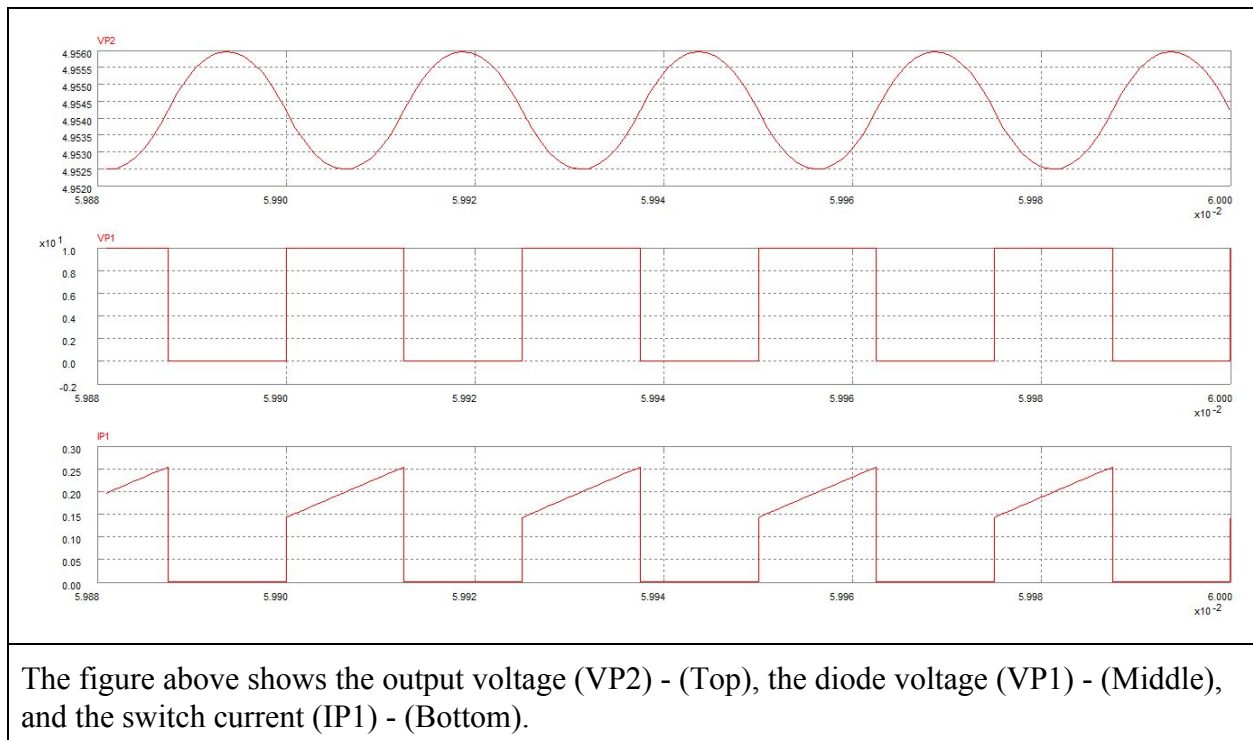 VP2
4.9560
4.9555
4.9550
4.9545
4.9540
4.9535
4.9530
4.9525
4.9520
5.988 5.990 5.992 5.994 5.996 5.998 6.000
x10 -2
VP1
x10 1
1.0
0.8
0.6
0.4
0.2
0.0
-0.2
5.988 5.990 5.992 5.994 5.996 5.998 6.000
x10 -2
IP1
0.30
0.25
0.20
0.15
0.10
0.05
0.00
5.988 5.990 5.992 5.994 5.996 5.998 6.000
x10 -2
The figure above shows the output voltage (VP2) - (Top), the diode voltage (VP1) - (Middle),
and the switch current (IP1) - (Bottom).